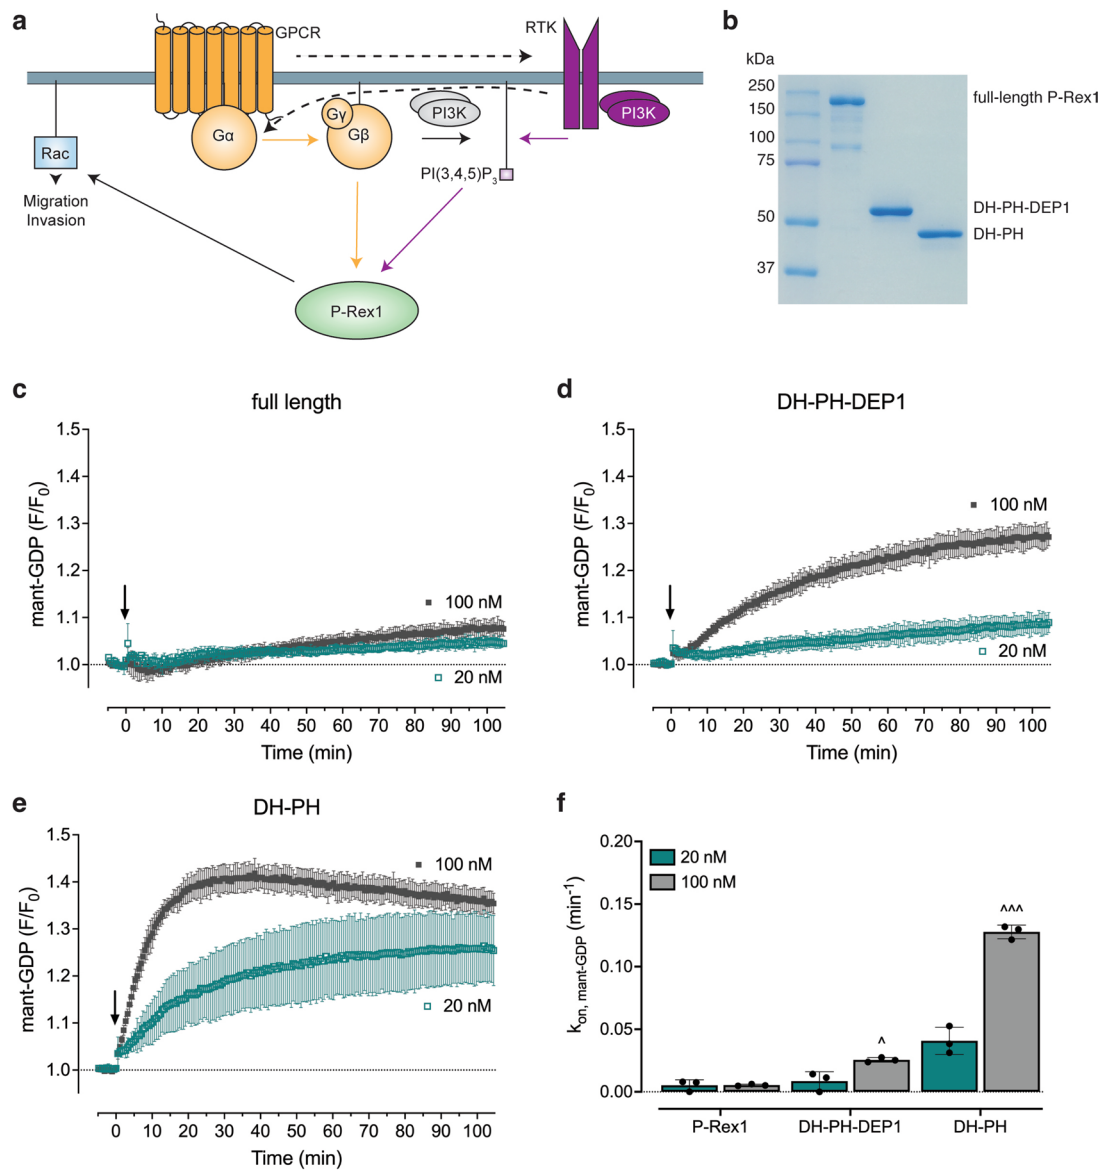 a
GPCR
RTK
Gγ
Gβ
Gα
PI3K
PI3K
Rac
PI(3,4,5)P3
Migration
Invasion
P-Rex1
b
kDa
250
150
100
75
50
37
full-length P-Rex1
DH-PH-DEP1
DH-PH
c
full length
mant-GDP (F/F0)
1.5
1.4
1.3
1.2
1.1
1.0
100 nM
20 nM
0 10 20 30 40 50 60 70 80 90 100
Time (min)
d
DH-PH-DEP1
mant-GDP (F/F0)
1.5
1.4
1.3
1.2
1.1
1.0
100 nM
20 nM
0 10 20 30 40 50 60 70 80 90 100
Time (min)
e
DH-PH
mant-GDP (F/F0)
1.5
1.4
1.3
1.2
1.1
1.0
100 nM
20 nM
0 10 20 30 40 50 60 70 80 90 100
Time (min)
f
kon, mant-GDP (min-1)
0.20
0.15
0.10
0.05
0.00
20 nM
100 nM
^
^^^
P-Rex1 DH-PH-DEP1 DH-PH